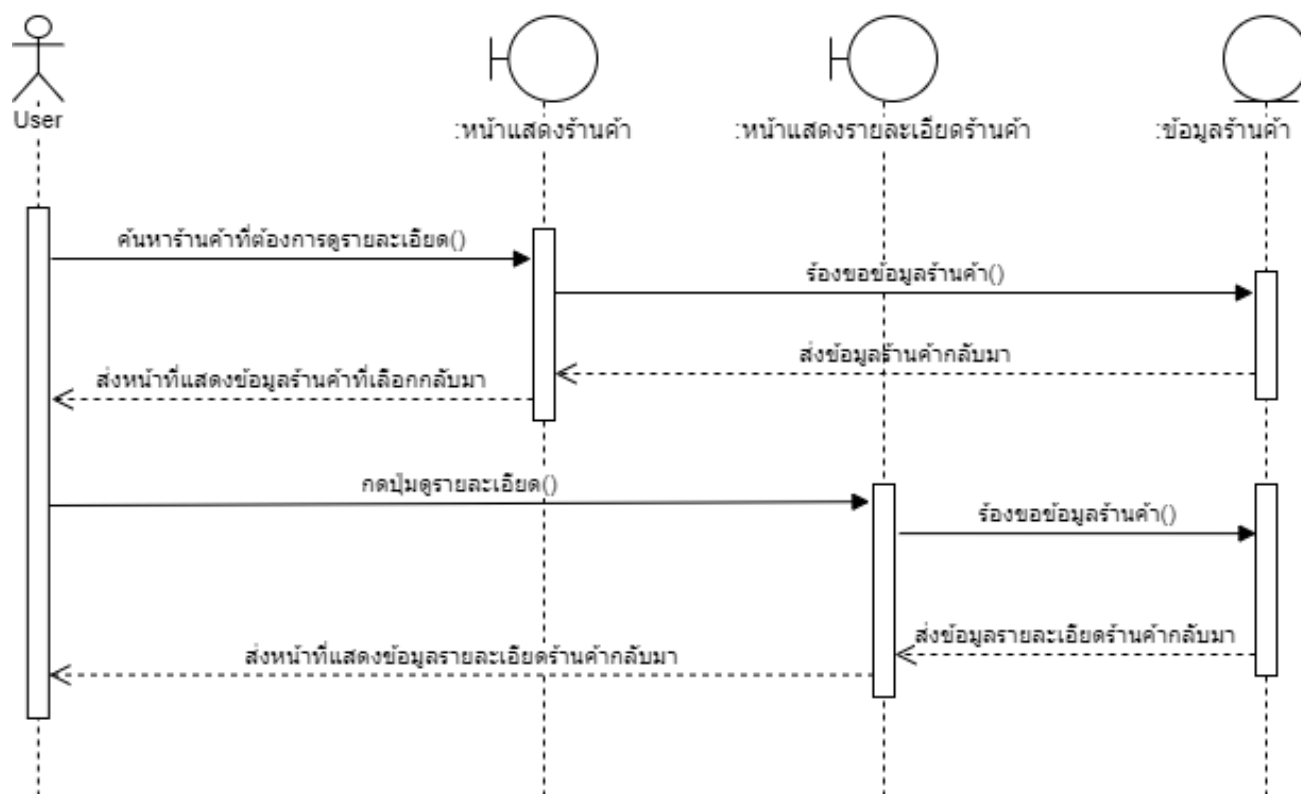 User
:หน้าแสดงร้านค้า
:หน้าแสดงรายละเอียดร้านค้า
:ข้อมูลร้านค้า
ค้นหาร้านค้าที่ต้องการดูรายละเอียด()
ร้องขอข้อมูลร้านค้า()
ส่งข้อมูลร้านค้ากลับมา
ส่งหน้าที่แสดงข้อมูลร้านค้าที่เลือกกลับมา
กดปุ่มดูรายละเอียด()
ร้องขอข้อมูลร้านค้า()
ส่งข้อมูลรายละเอียดร้านค้ากลับมา
ส่งหน้าที่แสดงข้อมูลรายละเอียดร้านค้ากลับมา